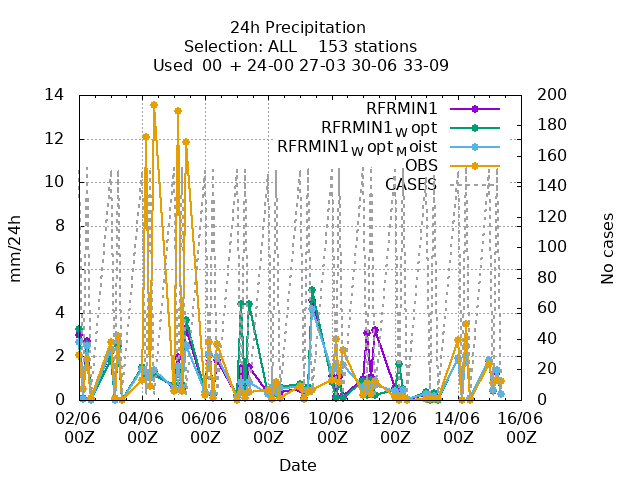 24h Precipitation
Selection: ALL 153 stations
Used 00 + 24-00 27-03 30-06 33-09
14 200
RFRMIN1 180
12 RFRMIN1W opt
RFRMIN1W opt M oist 160
10 OBS
CASES 140
8 120
mm/24h No cases
100
6 80
4 60
40
2 20
0 0
02/06 04/06 06/06 08/06 10/06 12/06 14/06 16/06
00Z 00Z 00Z 00Z 00Z 00Z 00Z 00Z
Date